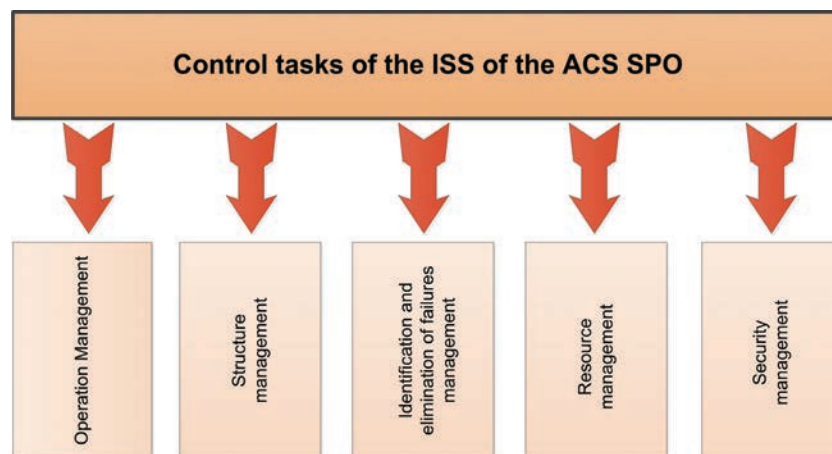 Control tasks of the ISS of the ACS SPO
Operation Management
Structure
management
Identification and
elimination of failures
management
Resource
management
Security
management